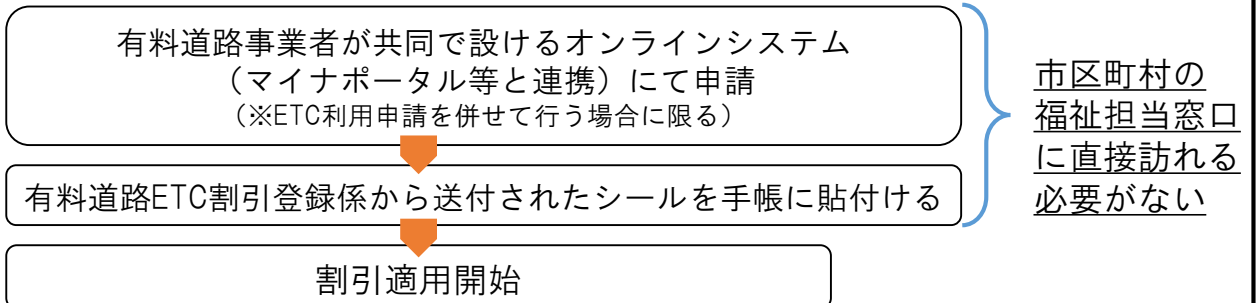 有料道路事業者が共同で設けるオンラインシステム
（マイナポータル等と連携）にて申請
（※ETC利用申請を併せて行う場合に限る）
有料道路ETC割引登録係から送付されたシールを手帳に貼付ける
割引適用開始
市区町村の
福祉担当窓口
に直接訪れる
必要がない